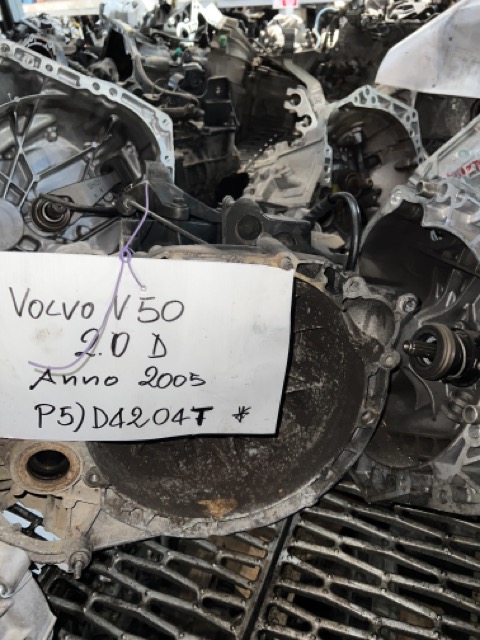 VOLVO V50
2.0 D
Anno 2005
P5) D4204T *